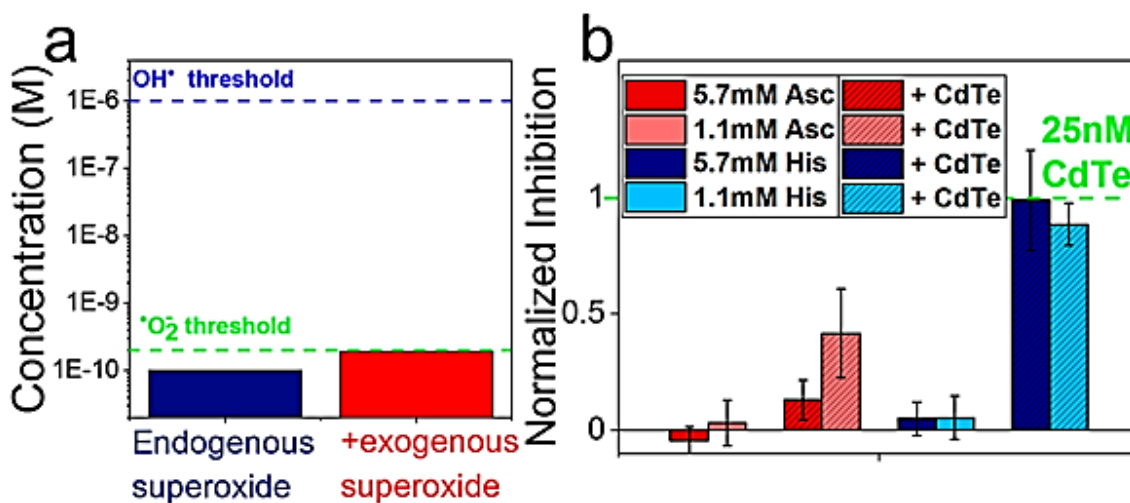 a
Concentration (M)
OH• threshold
1E-6
1E-7
1E-8
1E-9
•O₂⁻ threshold
1E-10
Endogenous
superoxide
+exogenous
superoxide
b
Normalized Inhibition
5.7mM Asc
+ CdTe
1.1mM Asc
+ CdTe
5.7mM His
+ CdTe
1.1mM His
+ CdTe
25nM
CdTe
1
0.5
0